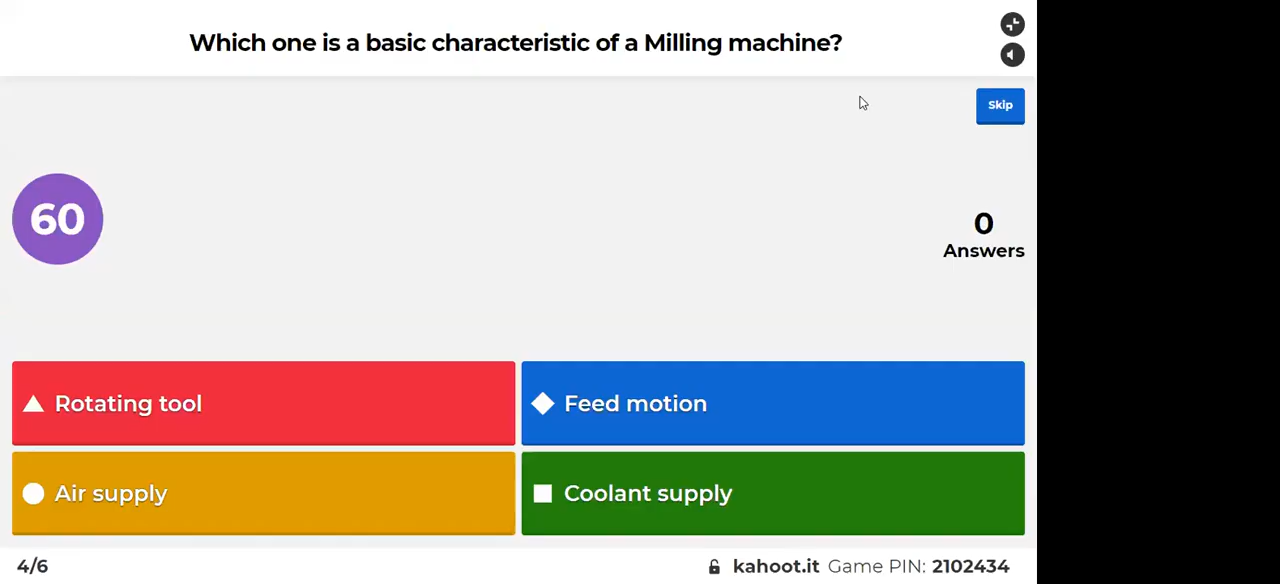 Which one is a basic characteristic of a Milling machine?
Skip
60
0
Answers
Rotating tool
Feed motion
Air supply
Coolant supply
4/6
kahoot.it Game PIN: 2102434